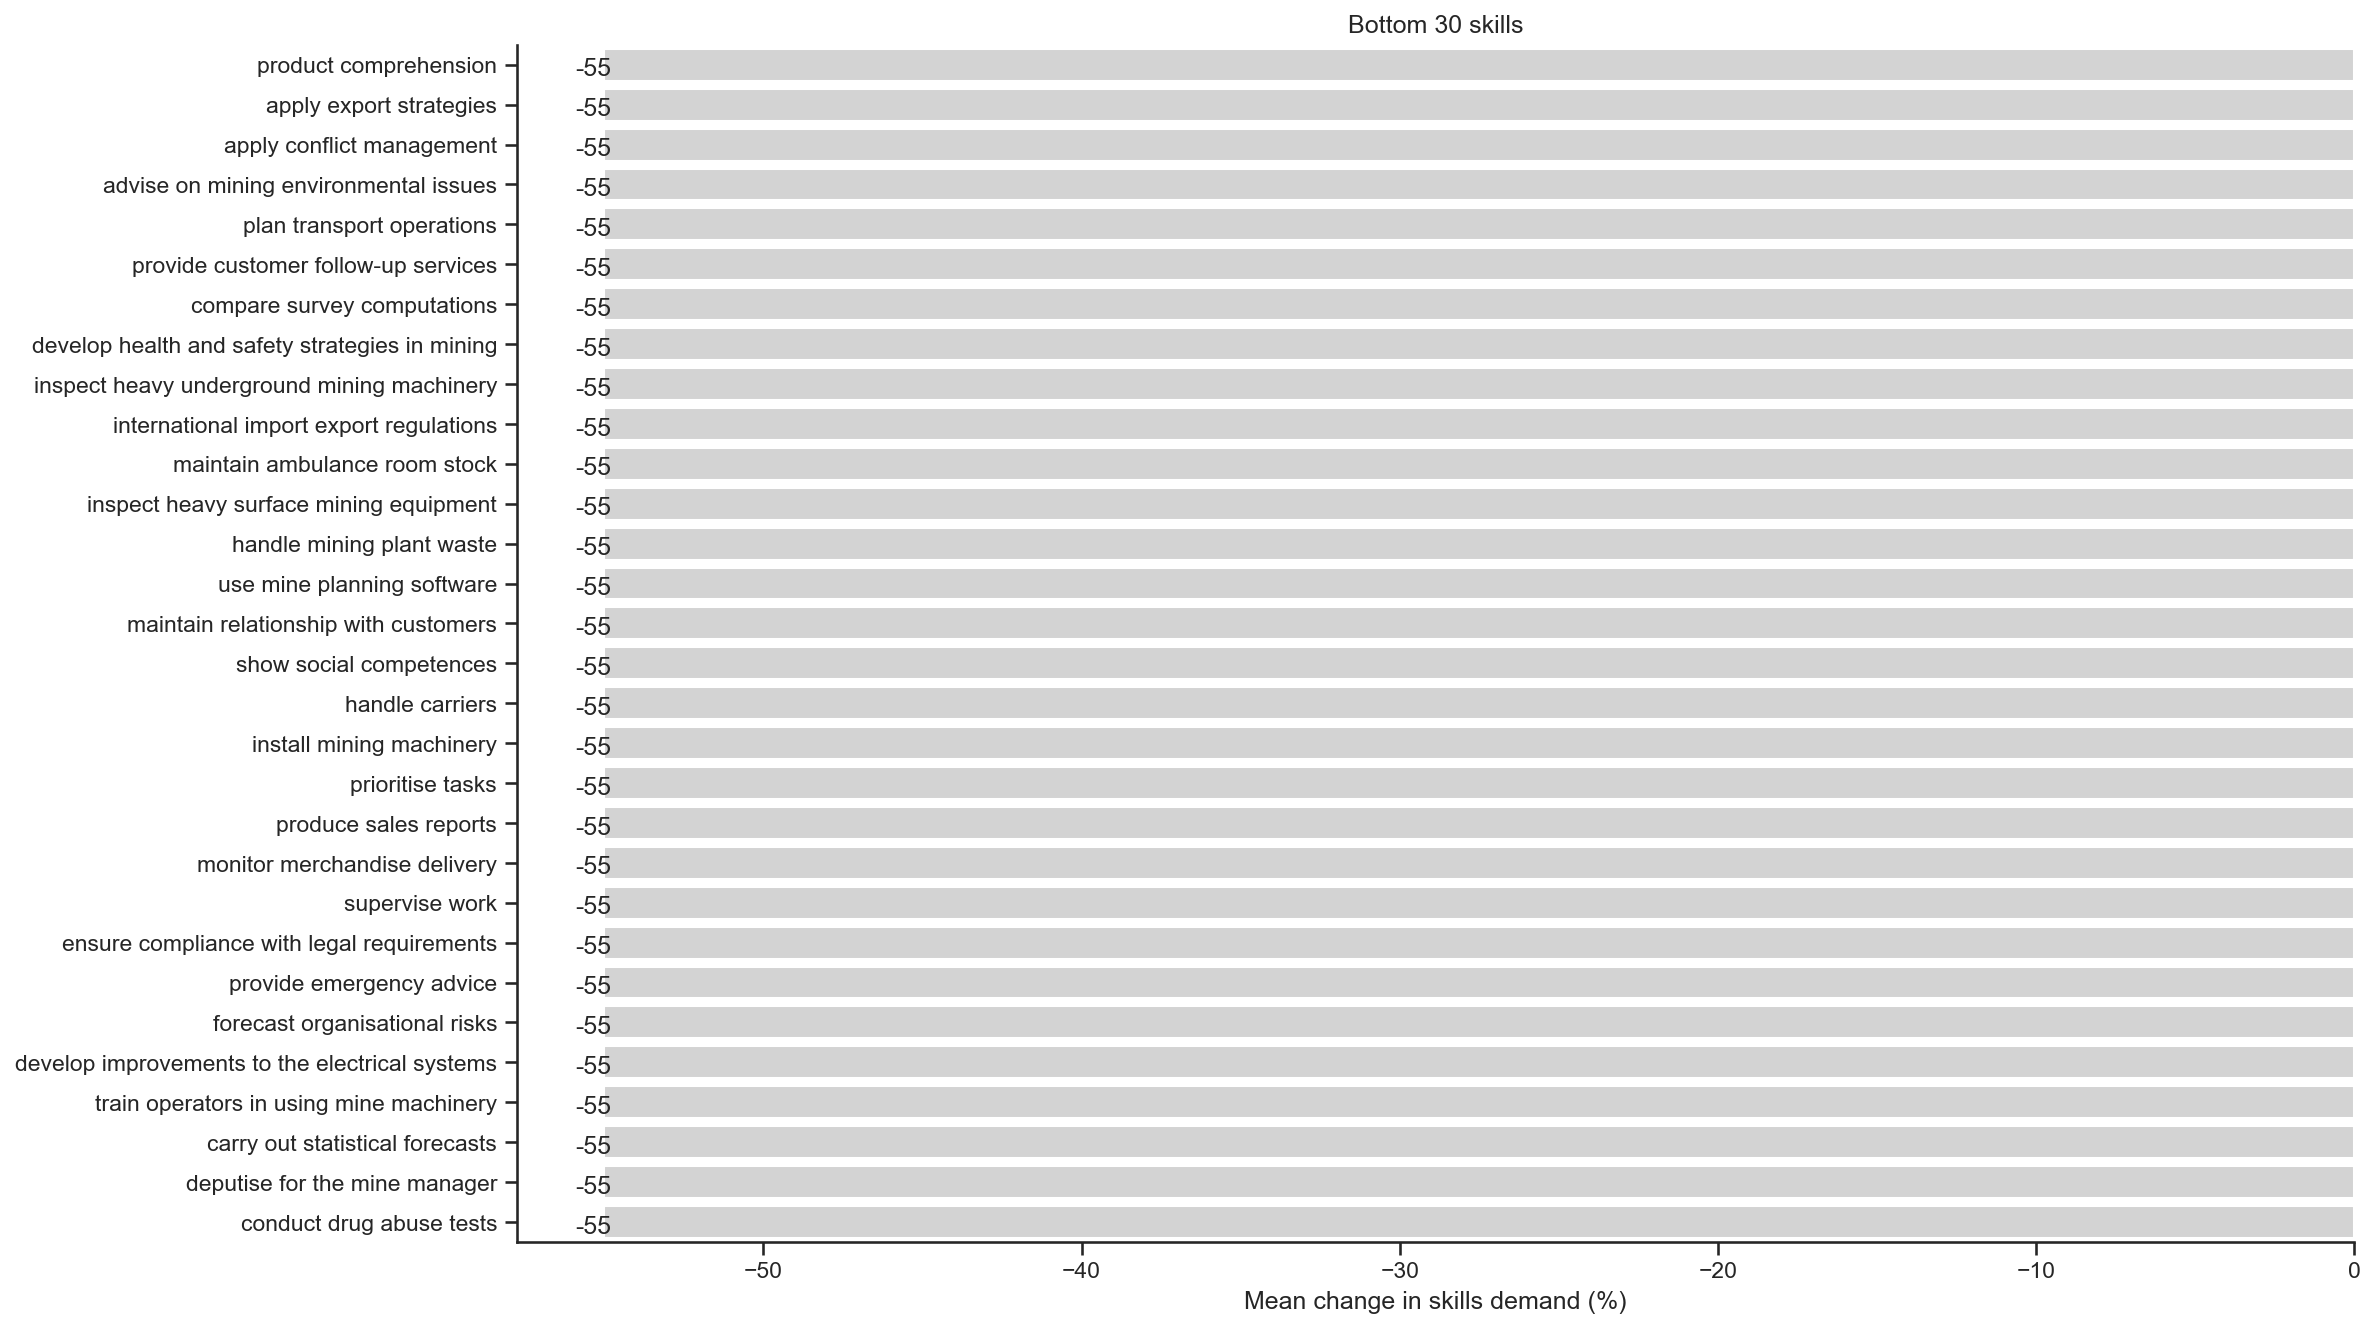 Bottom 30 skills
product comprehension -55
apply export strategies -55
apply conflict management -55
advise on mining environmental issues -55
plan transport operations -55
provide customer follow-up services -55
compare survey computations -55
develop health and safety strategies in mining -55
inspect heavy underground mining machinery -55
international import export regulations -55
maintain ambulance room stock -55
inspect heavy surface mining equipment -55
handle mining plant waste -55
use mine planning software -55
maintain relationship with customers -55
show social competences -55
handle carriers -55
install mining machinery -55
prioritise tasks -55
produce sales reports -55
monitor merchandise delivery -55
supervise work -55
ensure compliance with legal requirements -55
provide emergency advice -55
forecast organisational risks -55
develop improvements to the electrical systems -55
train operators in using mine machinery -55
carry out statistical forecasts -55
deputise for the mine manager -55
conduct drug abuse tests -55
−50 −40 −30 −20 −10 0
Mean change in skills demand (%)